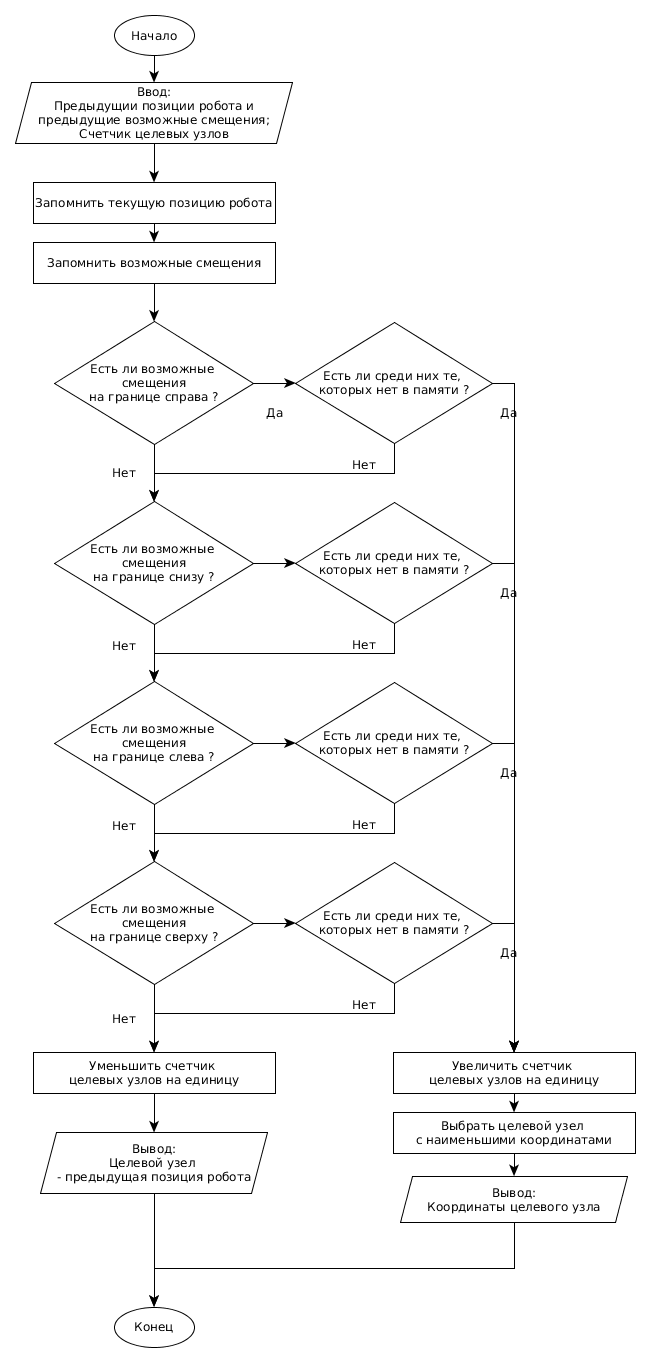 Начало
Ввод:
Предыдущии позиции робота и
предыдущие возможные смещения;
Счетчик целевых узлов
Запомнить текущую позицию робота
Запомнить возможные смещения
Есть ли возможные
смещения
на границе справа ?
Да
Есть ли среди них те,
которых нет в памяти ?
Да
Нет
Нет
Есть ли возможные
смещения
на границе снизу ?
Есть ли среди них те,
которых нет в памяти ?
Да
Нет
Нет
Есть ли возможные
смещения
на границе слева ?
Есть ли среди них те,
которых нет в памяти ?
Да
Нет
Нет
Есть ли возможные
смещения
на границе сверху ?
Есть ли среди них те,
которых нет в памяти ?
Да
Нет
Нет
Уменьшить счетчик
целевых узлов на единицу
Вывод:
Целевой узел
- предыдущая позиция робота
Увеличить счетчик
целевых узлов на единицу
Выбрать целевой узел
с наименьшими координатами
Вывод:
Координаты целевого узла
Конец